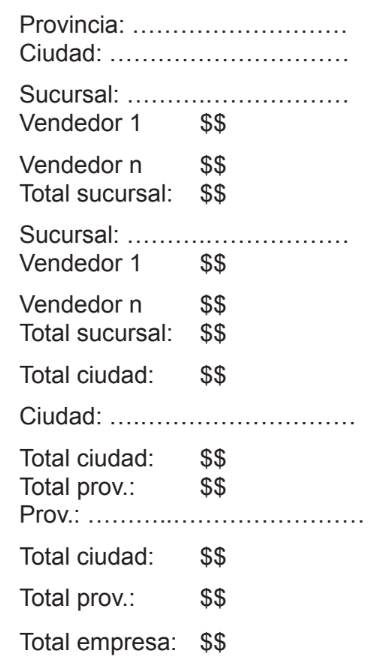 Provincia: ………………………
Ciudad: …………………………
Sucursal: ……….………………
Vendedor 1 $$
Vendedor n $$
Total sucursal: $$
Sucursal: ……….………………
Vendedor 1 $$
Vendedor n $$
Total sucursal: $$
Total ciudad: $$
Ciudad: ….………………………
Total ciudad: $$
Total prov.: $$
Prov.: ………..……………………
Total ciudad: $$
Total prov.: $$
Total empresa: $$